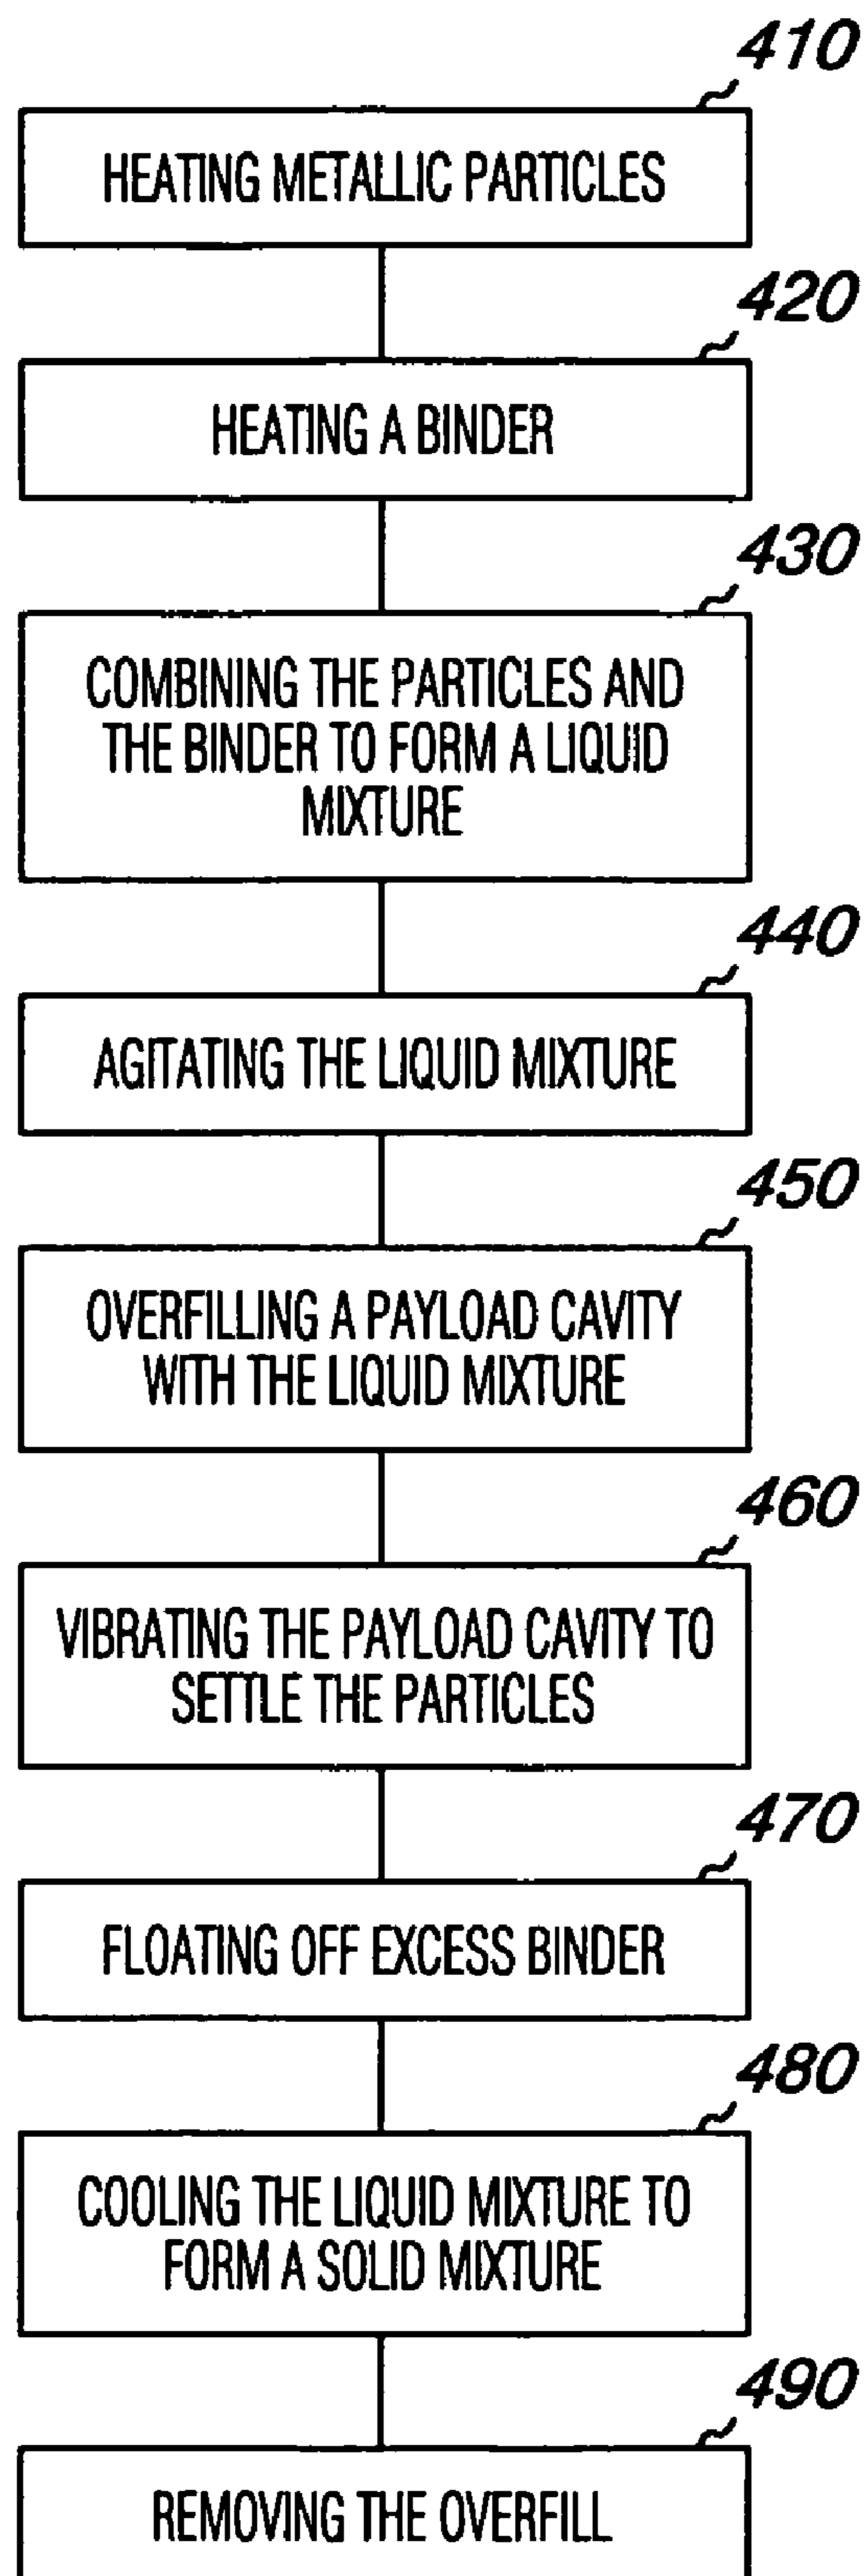 410
HEATING METALLIC PARTICLES
420
HEATING A BINDER
430
COMBINING THE PARTICLES AND
THE BINDER TO FORM A LIQUID
MIXTURE
440
AGITATING THE LIQUID MIXTURE
450
OVERFILLING A PAYLOAD CAVITY
WITH THE LIQUID MIXTURE
460
VIBRATING THE PAYLOAD CAVITY TO
SETTLE THE PARTICLES
470
FLOATING OFF EXCESS BINDER
480
COOLING THE LIQUID MIXTURE TO
FORM A SOLID MIXTURE
490
REMOVING THE OVERFILL